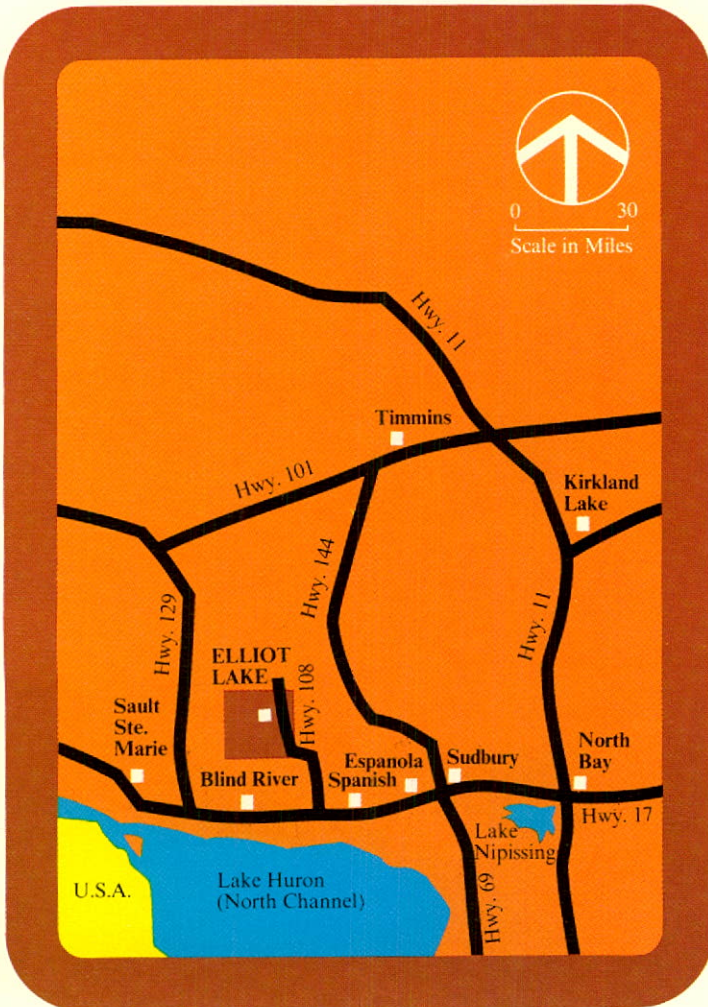 0 30
Scale in Miles
Hwy. 11
Timmins
Hwy. 101
Kirkland
Lake
Hwy. 144
Hwy. 129
Hwy. 11
ELLIOT
LAKE
Hwy. 108
Sault
Ste.
Marie
Blind River
Espanola
Spanish
Sudbury
North
Bay
Hwy. 17
Lake
Nipissing
Hwy. 69
U.S.A.
Lake Huron
(North Channel)